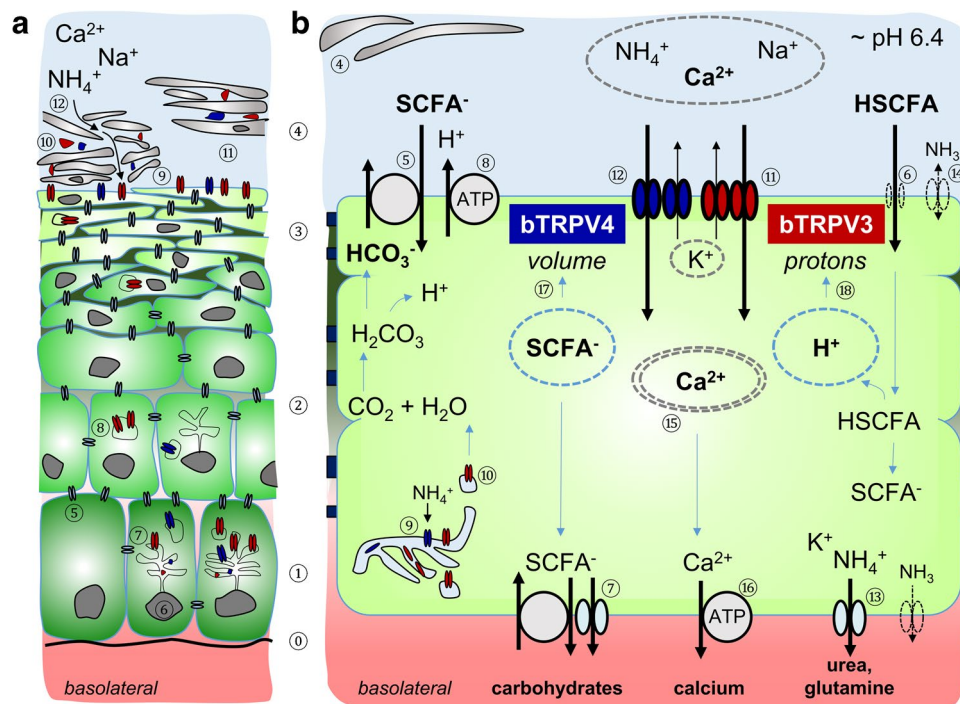 a
Ca²⁺
Na⁺
NH₄⁺
⑫
⑩
⑨
⑪
④
③
⑧
②
⑤
⑦
⑥
①
⓪
basolateral
b
④
NH₄⁺
Na⁺
Ca²⁺
~ pH 6.4
SCFA⁻
HSCFA
H⁺
NH₃
⑤
⑧
⑫
⑪
⑥
⑭
ATP
bTRPV4
bTRPV3
HCO₃⁻
volume
K⁺
protons
⑰
⑱
H⁺
H₂CO₃
SCFA⁻
H⁺
Ca²⁺
⑮
CO₂ + H₂O
HSCFA
⑩
SCFA⁻
NH₄⁺
⑨
SCFA⁻
Ca²⁺
K⁺
NH₄⁺
NH₃
⑦
⑯
⑬
ATP
basolateral
carbohydrates
calcium
urea,
glutamine